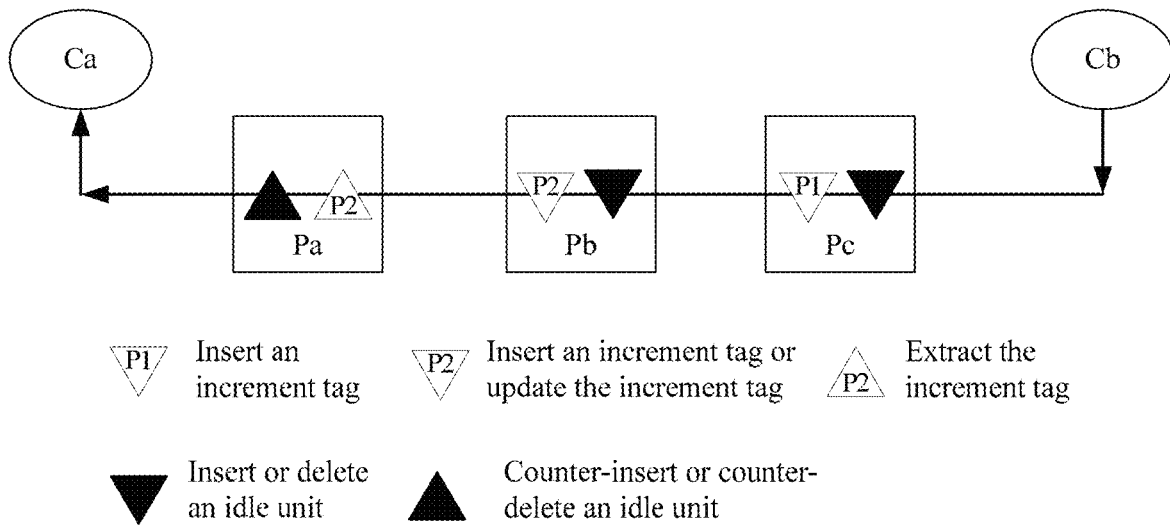 Ca
Cb
P2
P2
P1
Pa
Pb
Pc
P1
Insert an
increment tag
P2
Insert an increment tag or
update the increment tag
P2
Extract the
increment tag
Insert or delete
an idle unit
Counter-insert or counter-
delete an idle unit